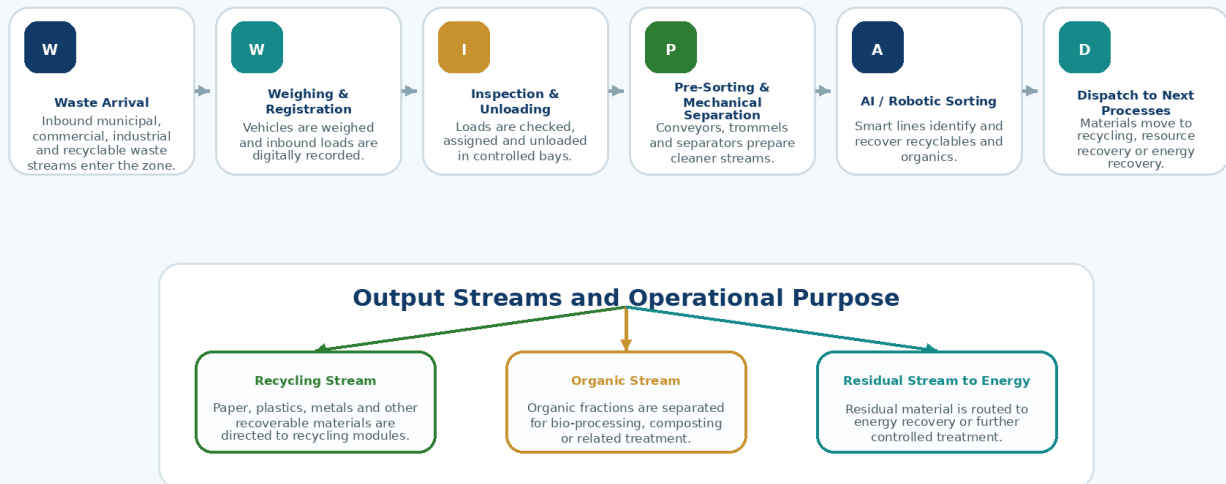 W
Waste Arrival
Inbound municipal,
commercial, industrial
and recyclable waste
streams enter the zone.
W
Weighing &
Registration
Vehicles are weighed
and inbound loads are
digitally recorded.
I
Inspection &
Unloading
Loads are checked,
assigned and unloaded
in controlled bays.
P
Pre-Sorting &
Mechanical
Separation
Conveyors, trommels
and separators prepare
cleaner streams.
A
AI / Robotic Sorting
Smart lines identify and
recover recyclables and
organics.
D
Dispatch to Next
Processes
Materials move to
recycling, resource
recovery or energy
recovery.
Output Streams and Operational Purpose
Recycling Stream
Paper, plastics, metals and other
recoverable materials are
directed to recycling modules.
Organic Stream
Organic fractions are separated
for bio-processing, composting
or related treatment.
Residual Stream to Energy
Residual material is routed to
energy recovery or further
controlled treatment.